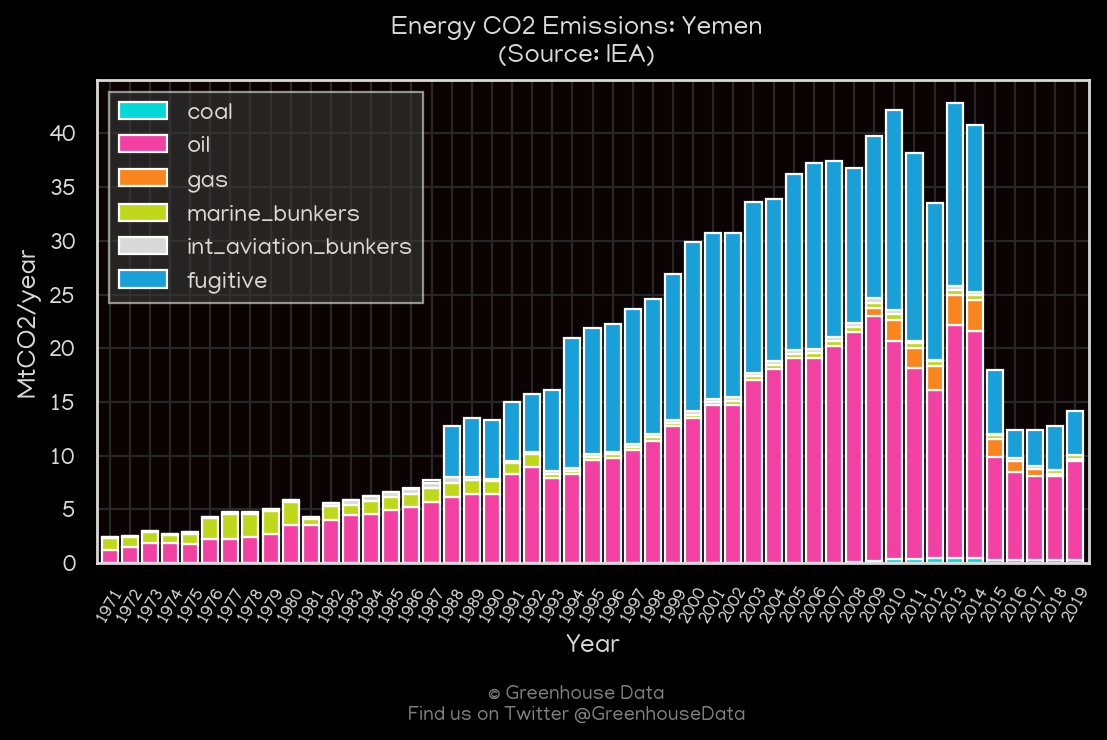 Energy CO2 Emissions: Yemen
(Source: IEA)
coal
oil
gas
marine_bunkers
int_aviation_bunkers
fugitive
MtCO2/year
40
35
30
25
20
15
10
5
0
1971 1972 1973 1974 1975 1976 1977 1978 1979 1980 1981 1982 1983 1984 1985 1986 1987 1988 1989 1990 1991 1992 1993 1994 1995 1996 1997 1998 1999 2000 2001 2002 2003 2004 2005 2006 2007 2008 2009 2010 2011 2012 2013 2014 2015 2016 2017 2018 2019
Year
© Greenhouse Data
Find us on Twitter @GreenhouseData